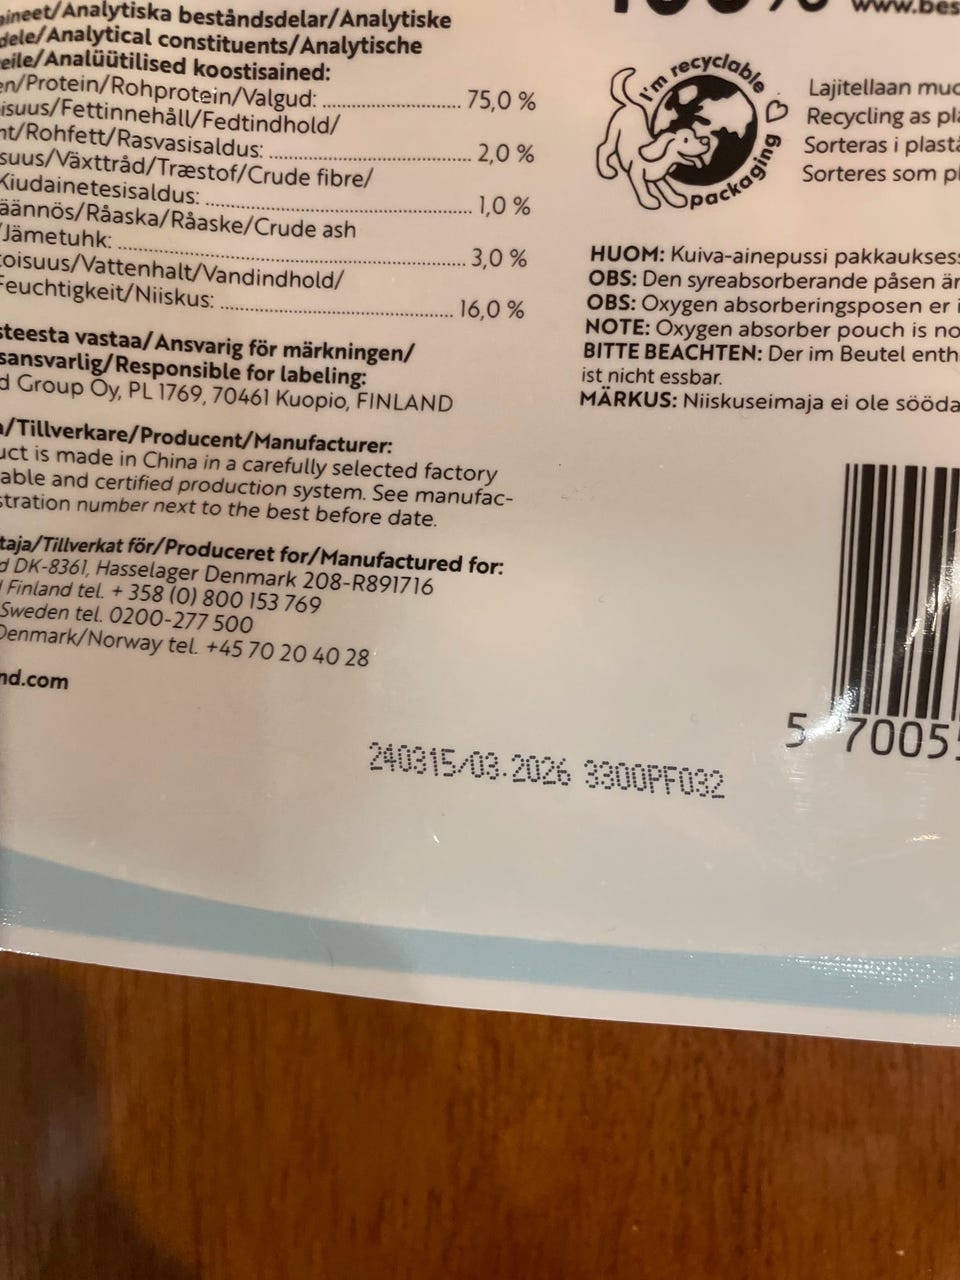 aineet/Analytiska beståndsdelar/Analytiske
dele/Analytical constituents/Analytische
eile/Analüütilised koostisained:
en/Protein/Rohprotein/Valgud: 75,0 %
isuus/Fettinnehåll/Fedtindhold/
nt/Rohfett/Rasvasisaldus: 2,0 %
suus/Växttråd/Træstof/Crude fibre/
Kiudainetesisaldus: 1,0 %
äännös/Råaska/Råaske/Crude ash
/Jämetuhk: 3,0 %
toisuus/Vattenhalt/Vandindhold/
Feuchtigkeit/Niiskus: 16,0 %
steesta vastaa/Ansvarig för märkningen/
sansvarlig/Responsible for labeling:
d Group Oy, PL 1769, 70461 Kuopio, FINLAND
a/Tillverkare/Producent/Manufacturer:
uct is made in China in a carefully selected factory
able and certified production system. See manufac-
stration number next to the best before date.
taja/Tillverkat för/Produceret for/Manufactured for:
d DK-8361, Hasselager Denmark 208-R891716
Finland tel. + 358 (0) 800 153 769
Sweden tel. 0200-277 500
Denmark/Norway tel. +45 70 20 40 28
nd.com
100% www.bes
I'm recyclable
packaging
Lajitellaan muo
Recycling as pla
Sorteras i plasta
Sorteres som pl
HUOM: Kuiva-ainepussi pakkaukses
OBS: Den syreabsorberande påsen är
OBS: Oxygen absorberingsposen er i
NOTE: Oxygen absorber pouch is no
BITTE BEACHTEN: Der im Beutel enth
ist nicht essbar.
MÄRKUS: Niiskuseimaja ei ole sööda
5 70055
240315/03.2026 3300PF032